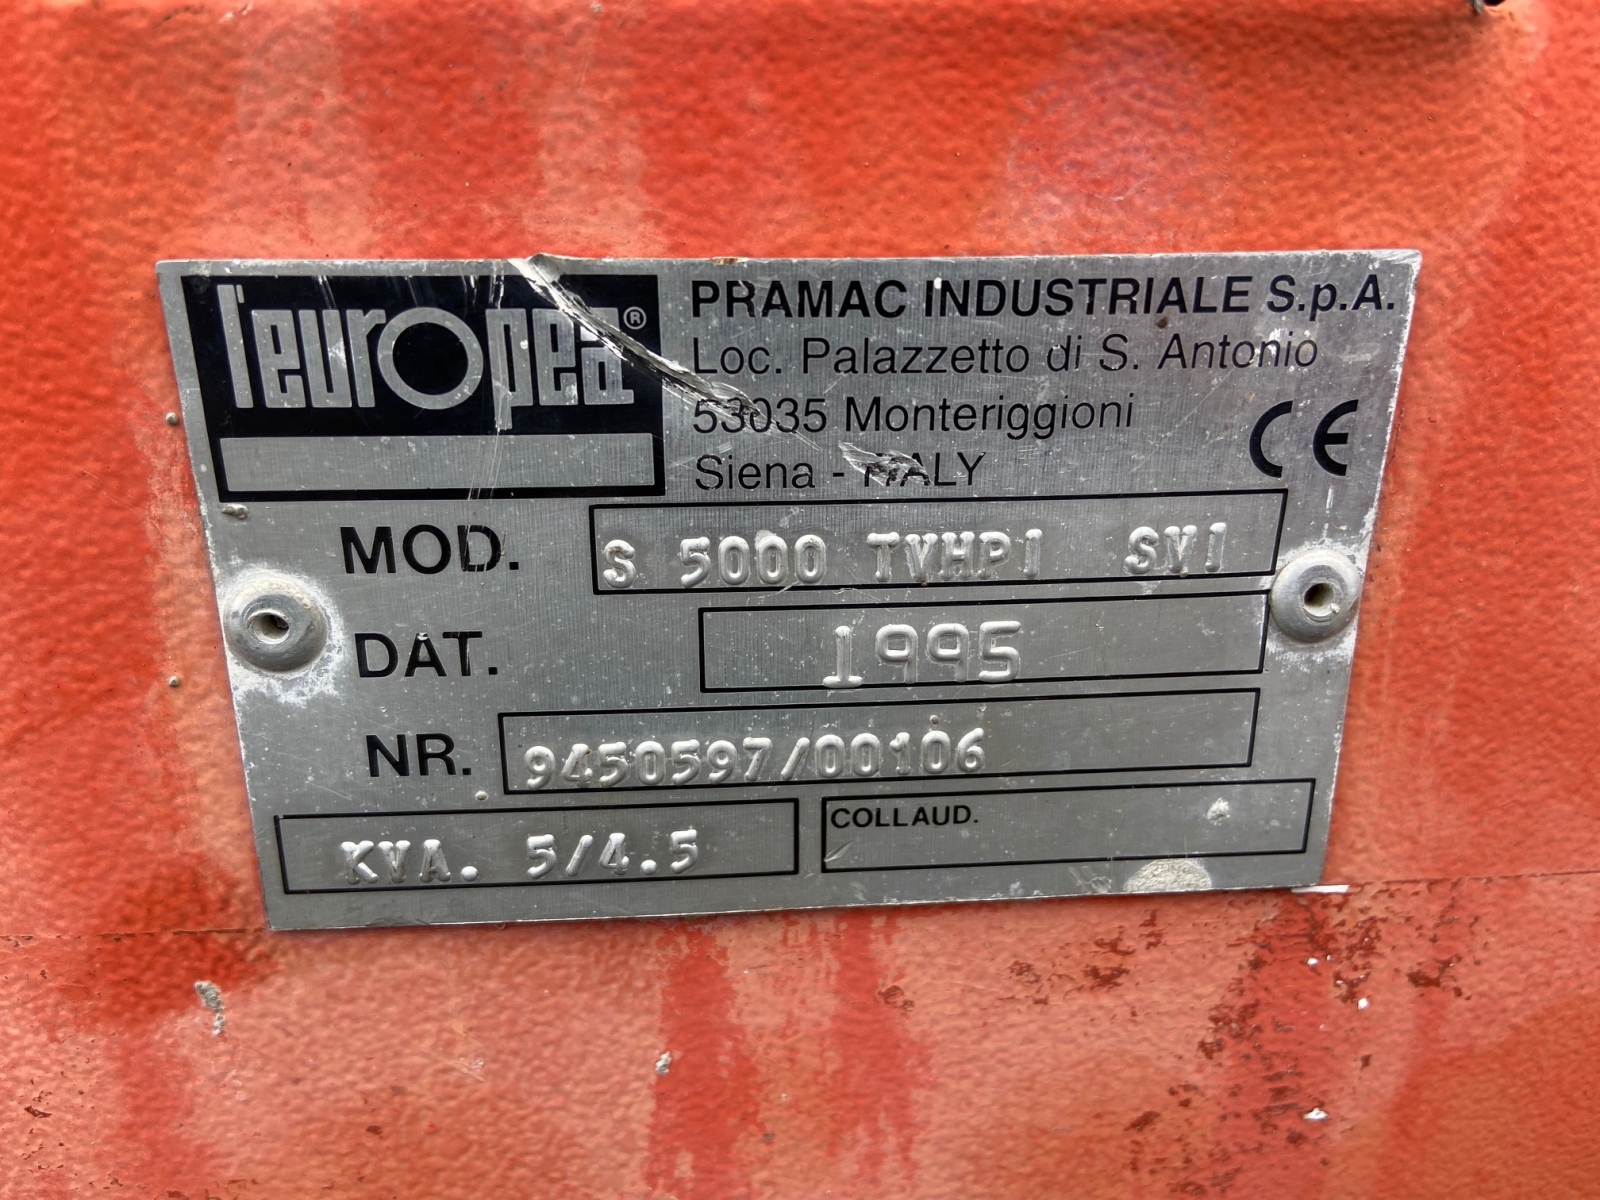 l'europea®
PRAMAC INDUSTRIALE S.p.A.
Loc. Palazzetto di S. Antonio
53035 Monteriggioni
Siena - ITALY
CE
MOD. S 5000 TVHPI SVI
DAT. 1995
NR. 9450597/00106
KVA. 5/4.5
COLLAUD.